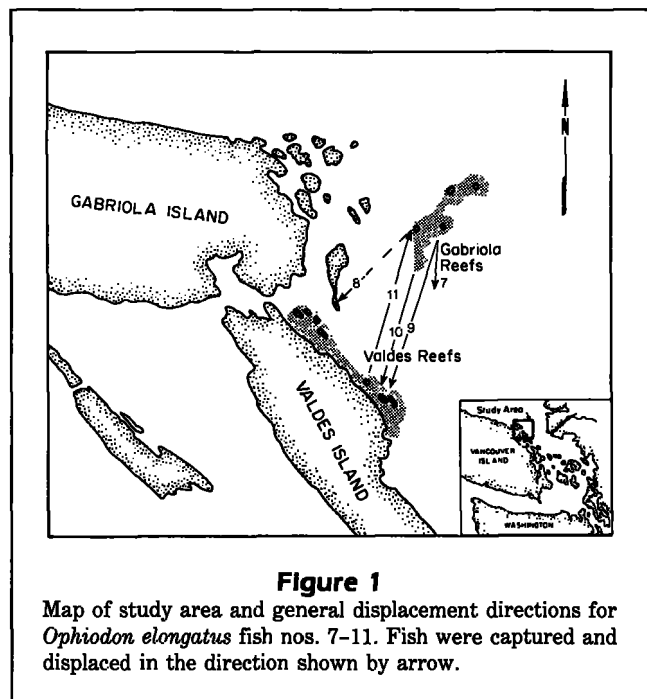 N
GABRIOLA ISLAND
Gabriola
Reefs
7
8
11
10
9
Valdes Reefs
VALDES ISLAND
Study Area
VANCOUVER
ISLAND
WASHINGTON
Figure 1
Map of study area and general displacement directions for
Ophiodon elongatus fish nos. 7–11. Fish were captured and
displaced in the direction shown by arrow.